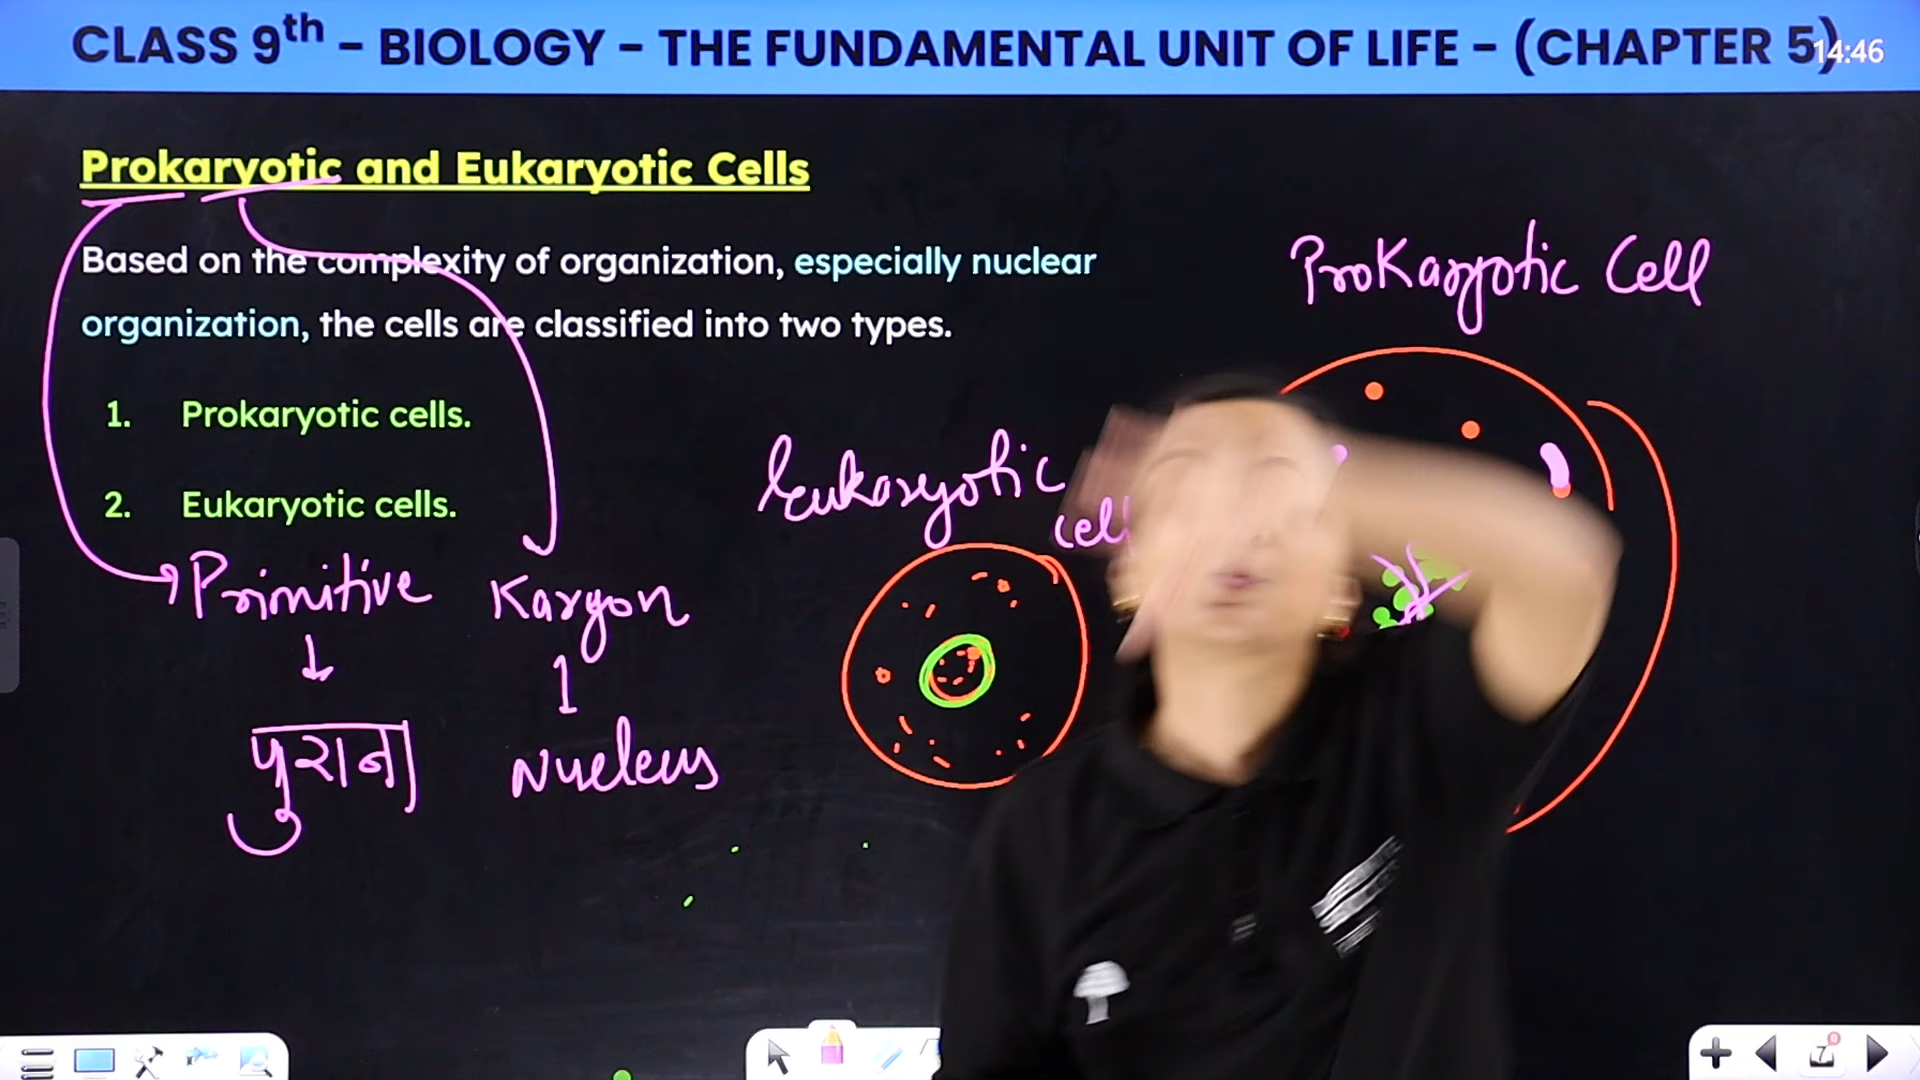 CLASS 9th - BIOLOGY - THE FUNDAMENTAL UNIT OF LIFE - (CHAPTER 5)
14:46
Prokaryotic and Eukaryotic Cells
Based on the complexity of organization, especially nuclear
organization, the cells are classified into two types.
1. Prokaryotic cells.
2. Eukaryotic cells.
Primitive Karyon
पुराना Nucleus
Eukaryotic
cell
Prokaryotic Cell
7